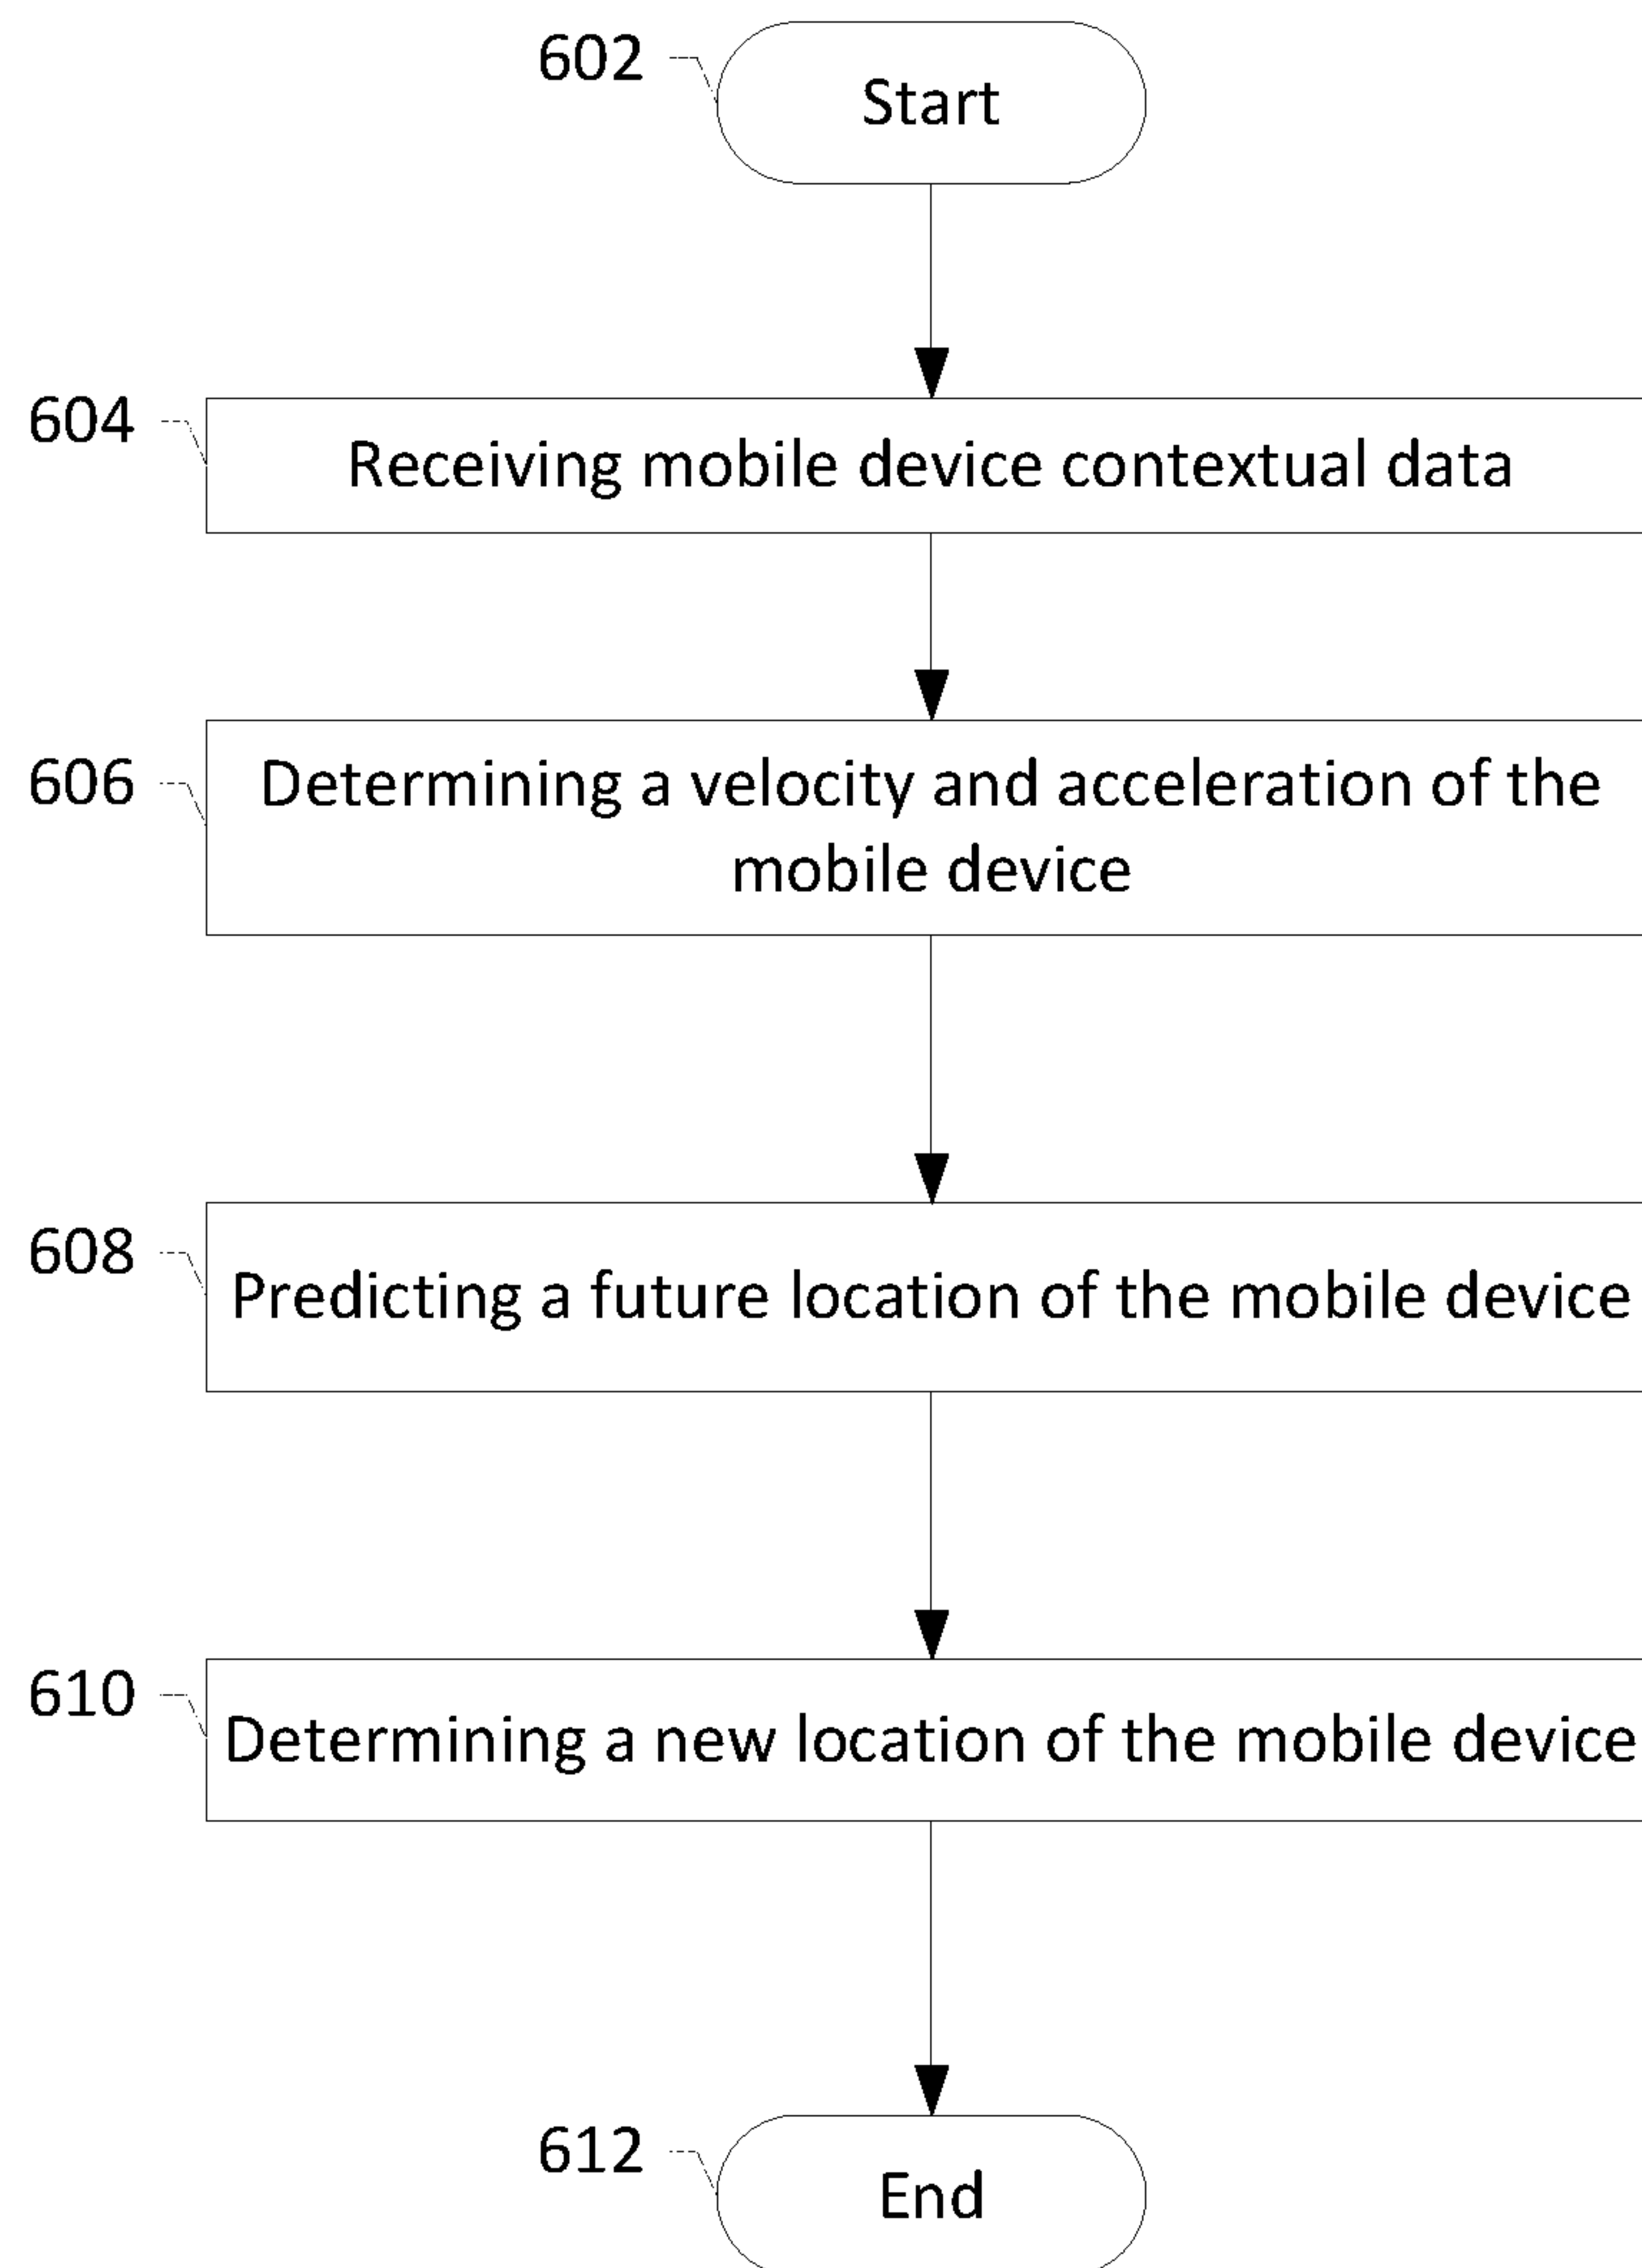 602
Start
604
Receiving mobile device contextual data
606
Determining a velocity and acceleration of the
mobile device
608
Predicting a future location of the mobile device
610
Determining a new location of the mobile device
612
End